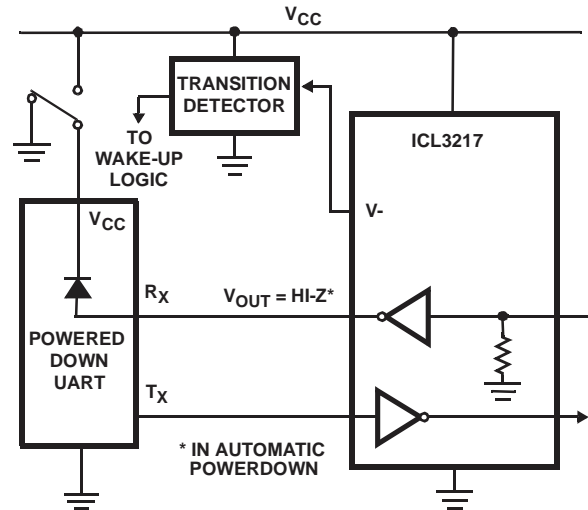 VCC
TRANSITION
DETECTOR
TO
WAKE-UP
LOGIC
ICL3217
V-
VCC
RX
VOUT = HI-Z*
POWERED
DOWN
UART
TX
* IN AUTOMATIC
POWERDOWN